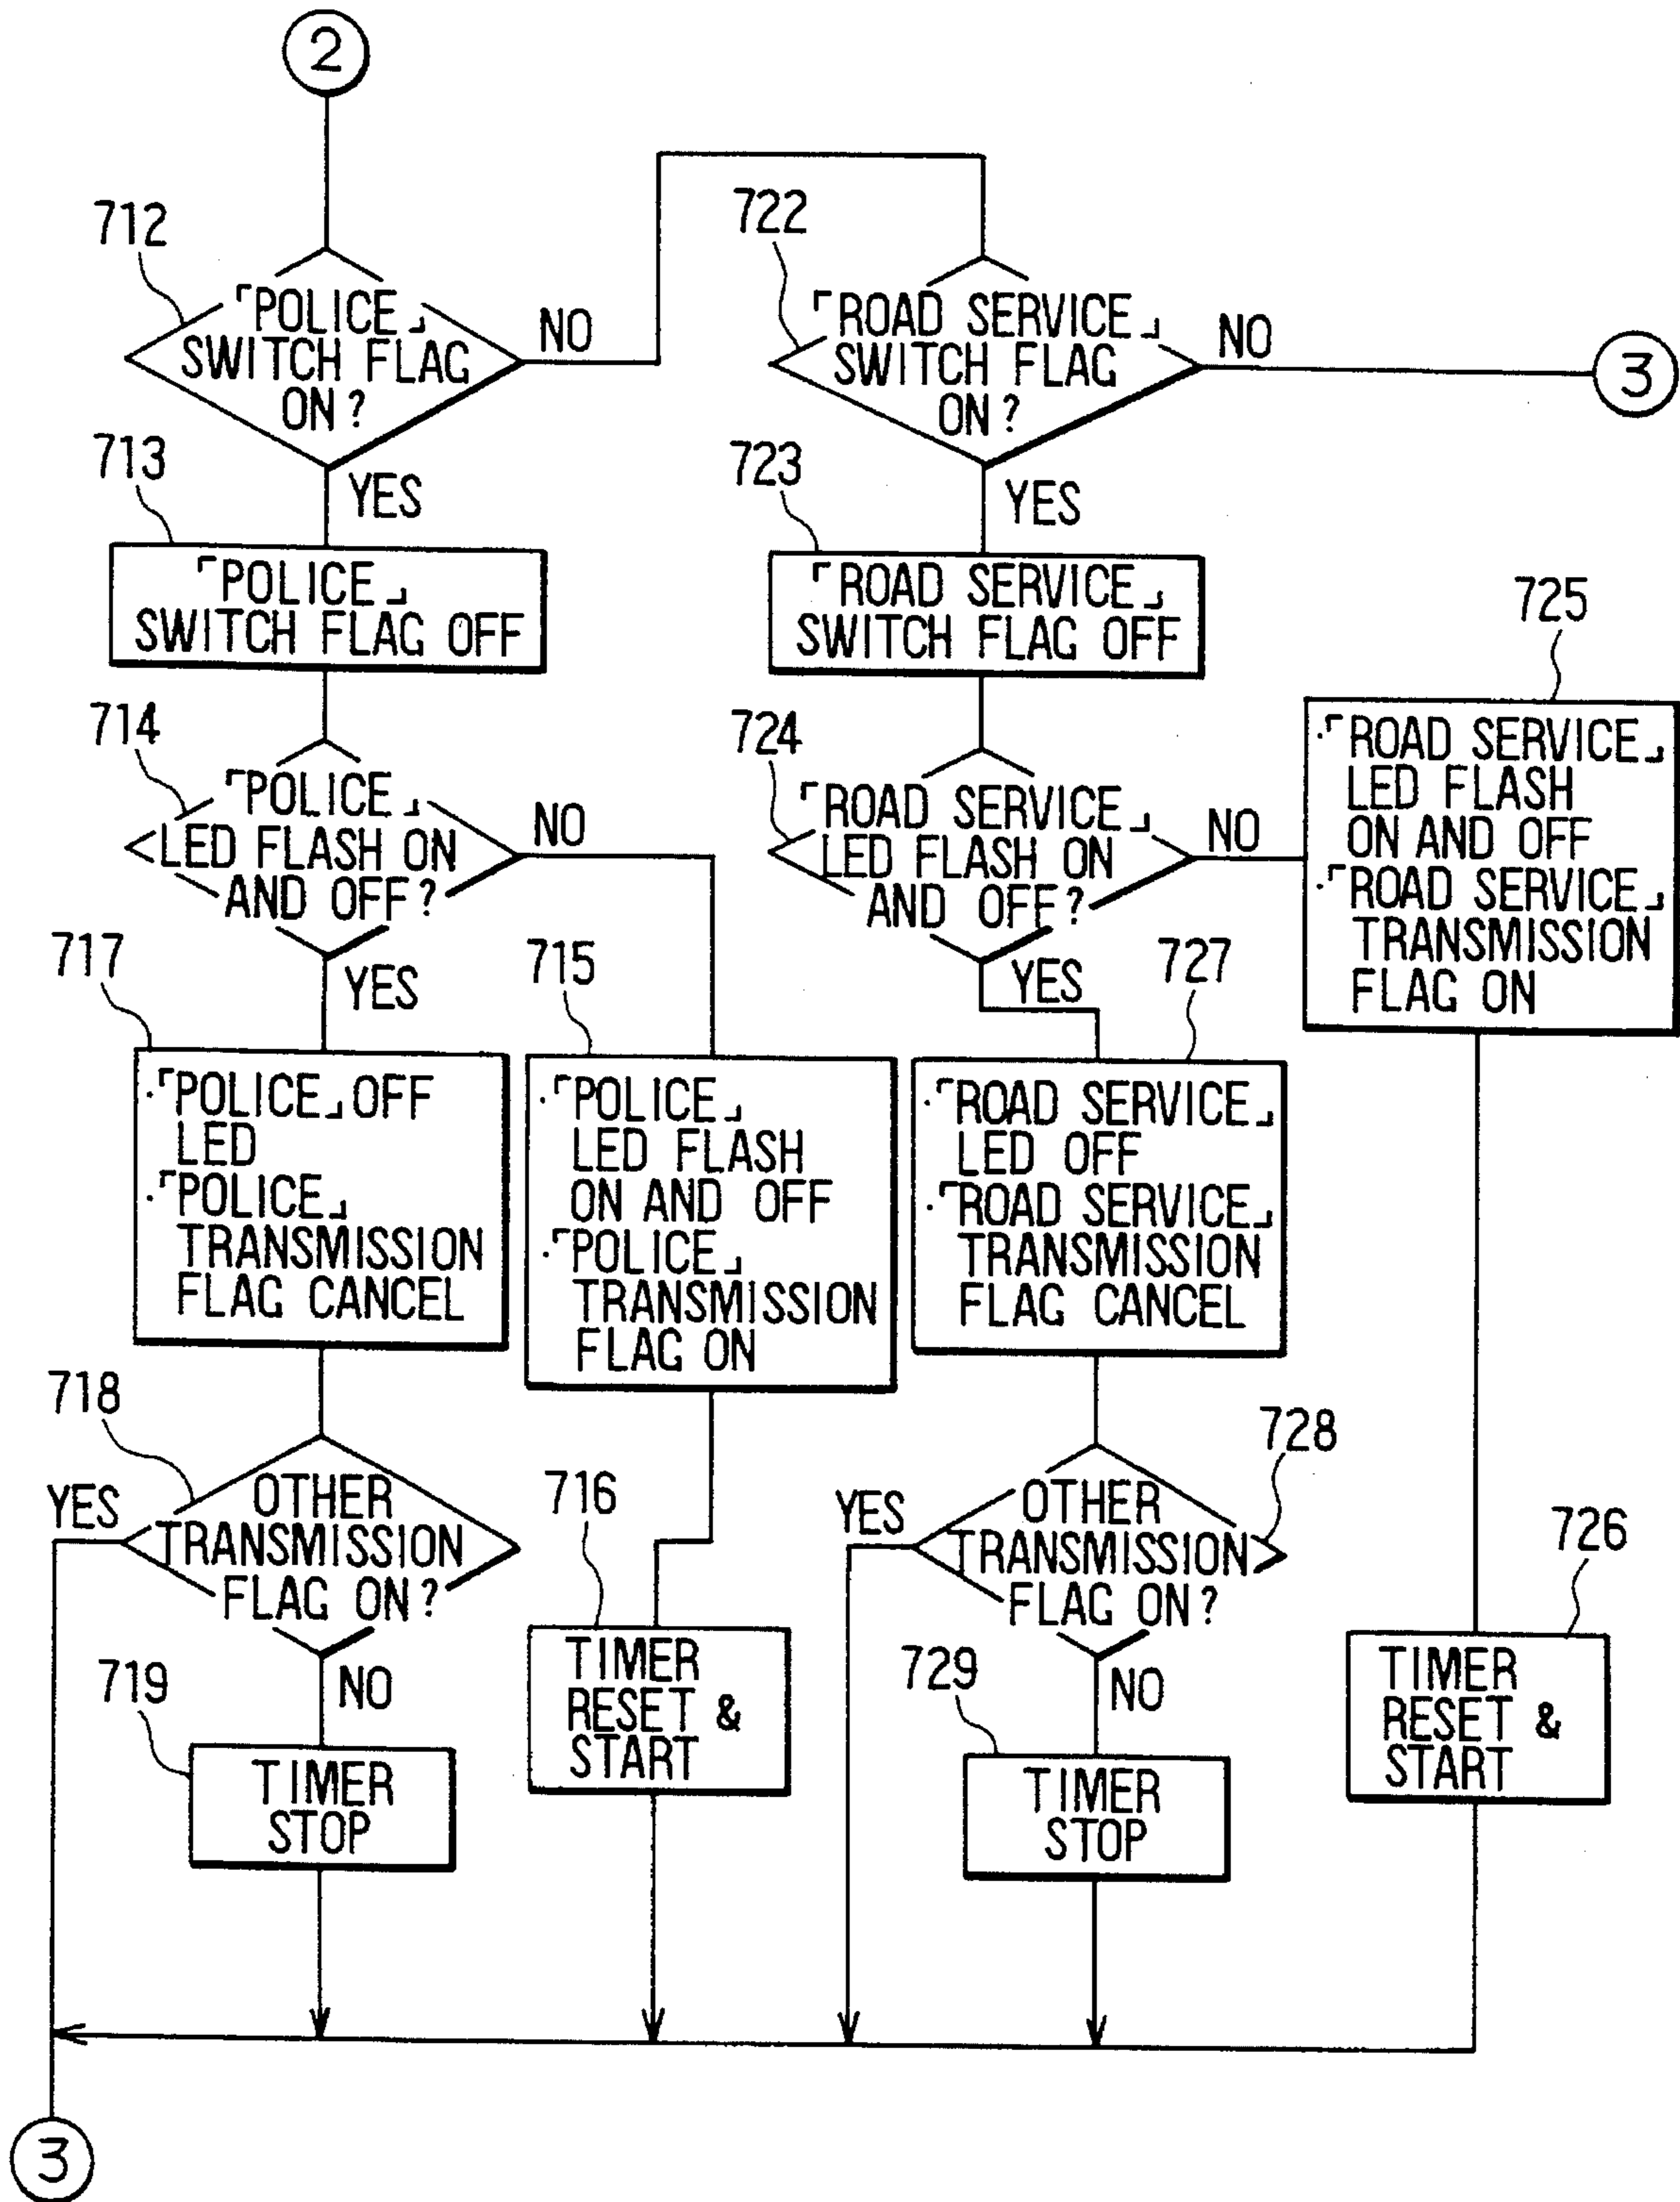 2
712
「POLICE」
SWITCH FLAG
ON?
NO
YES
722
「ROAD SERVICE」
SWITCH FLAG
ON?
NO
3
YES
713
「POLICE」
SWITCH FLAG OFF
723
「ROAD SERVICE」
SWITCH FLAG OFF
714
「POLICE」
LED FLASH ON
AND OFF?
NO
YES
724
「ROAD SERVICE」
LED FLASH ON
AND OFF?
NO
YES
725
・「ROAD SERVICE」
LED FLASH
ON AND OFF
・「ROAD SERVICE」
TRANSMISSION
FLAG ON
717
・「POLICE」OFF
LED
・「POLICE」
TRANSMISSION
FLAG CANCEL
715
・「POLICE」
LED FLASH
ON AND OFF
・「POLICE」
TRANSMISSION
FLAG ON
727
・「ROAD SERVICE」
LED OFF
・「ROAD SERVICE」
TRANSMISSION
FLAG CANCEL
718
OTHER
TRANSMISSION
FLAG ON?
YES
NO
716
TIMER
RESET &
START
728
OTHER
TRANSMISSION
FLAG ON?
YES
NO
726
TIMER
RESET &
START
719
TIMER
STOP
729
TIMER
STOP
3